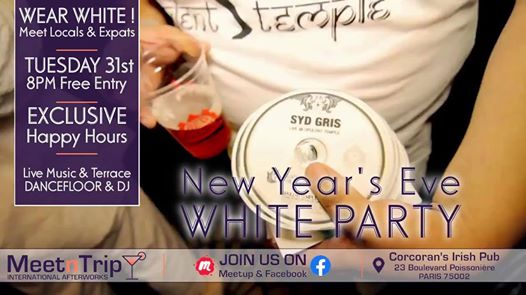 WEAR WHITE !
Meet Locals & Expats
TUESDAY 31st
8PM Free Entry
EXCLUSIVE
Happy Hours
Live Music & Terrace
DANCEFLOOR & DJ
SYD GRIS
New Year's Eve
WHITE PARTY
MeetnTrip
INTERNATIONAL AFTERWORKS
JOIN US ON
Meetup & Facebook
Corcoran's Irish Pub
23 Boulevard Poissonière
PARIS 75002